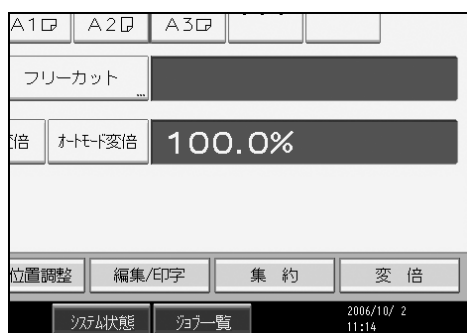 A1 A2 A3
フリーカット
変倍 オートモード変倍 100.0%
位置調整 編集/印字 集 約 変 倍
システム状態 ジョブ一覧 2006/10/ 2
11:14